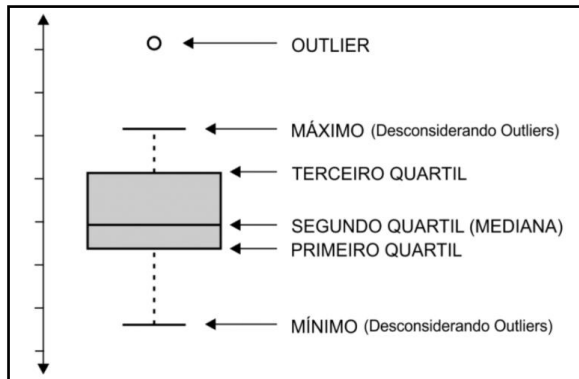 OUTLIER
MÁXIMO (Desconsiderando Outliers)
TERCEIRO QUARTIL
SEGUNDO QUARTIL (MEDIANA)
PRIMEIRO QUARTIL
MÍNIMO (Desconsiderando Outliers)